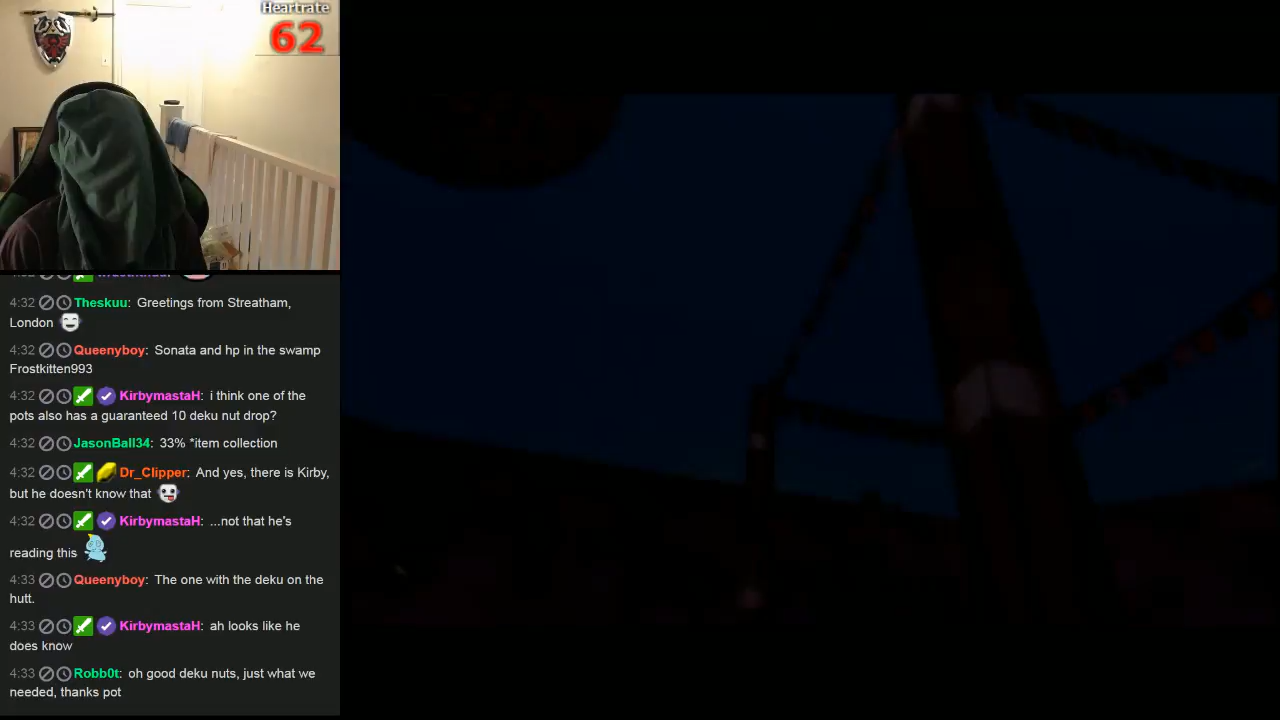 Heartrate
62
Theskuu: Greetings from Streatham,
London
4:32
4:32 Queenyboy: Sonata and hp in the swamp
Frostkitten993
4:32 KirbymastaH: i think one of the
pots also has a guaranteed 10 deku nut drop?
4:32 JasonBall34: 33% *item collection
4:32 Dr_Clipper: And yes, there is Kirby,
but he doesn't know that
4:32 KirbymastaH: ...not that he's
reading this
4:33 Queenyboy: The one with the deku on the
hutt.
4:33 KirbymastaH: ah looks like he
does know
4:33 Robb0t: oh good deku nuts, just what we
needed, thanks pot